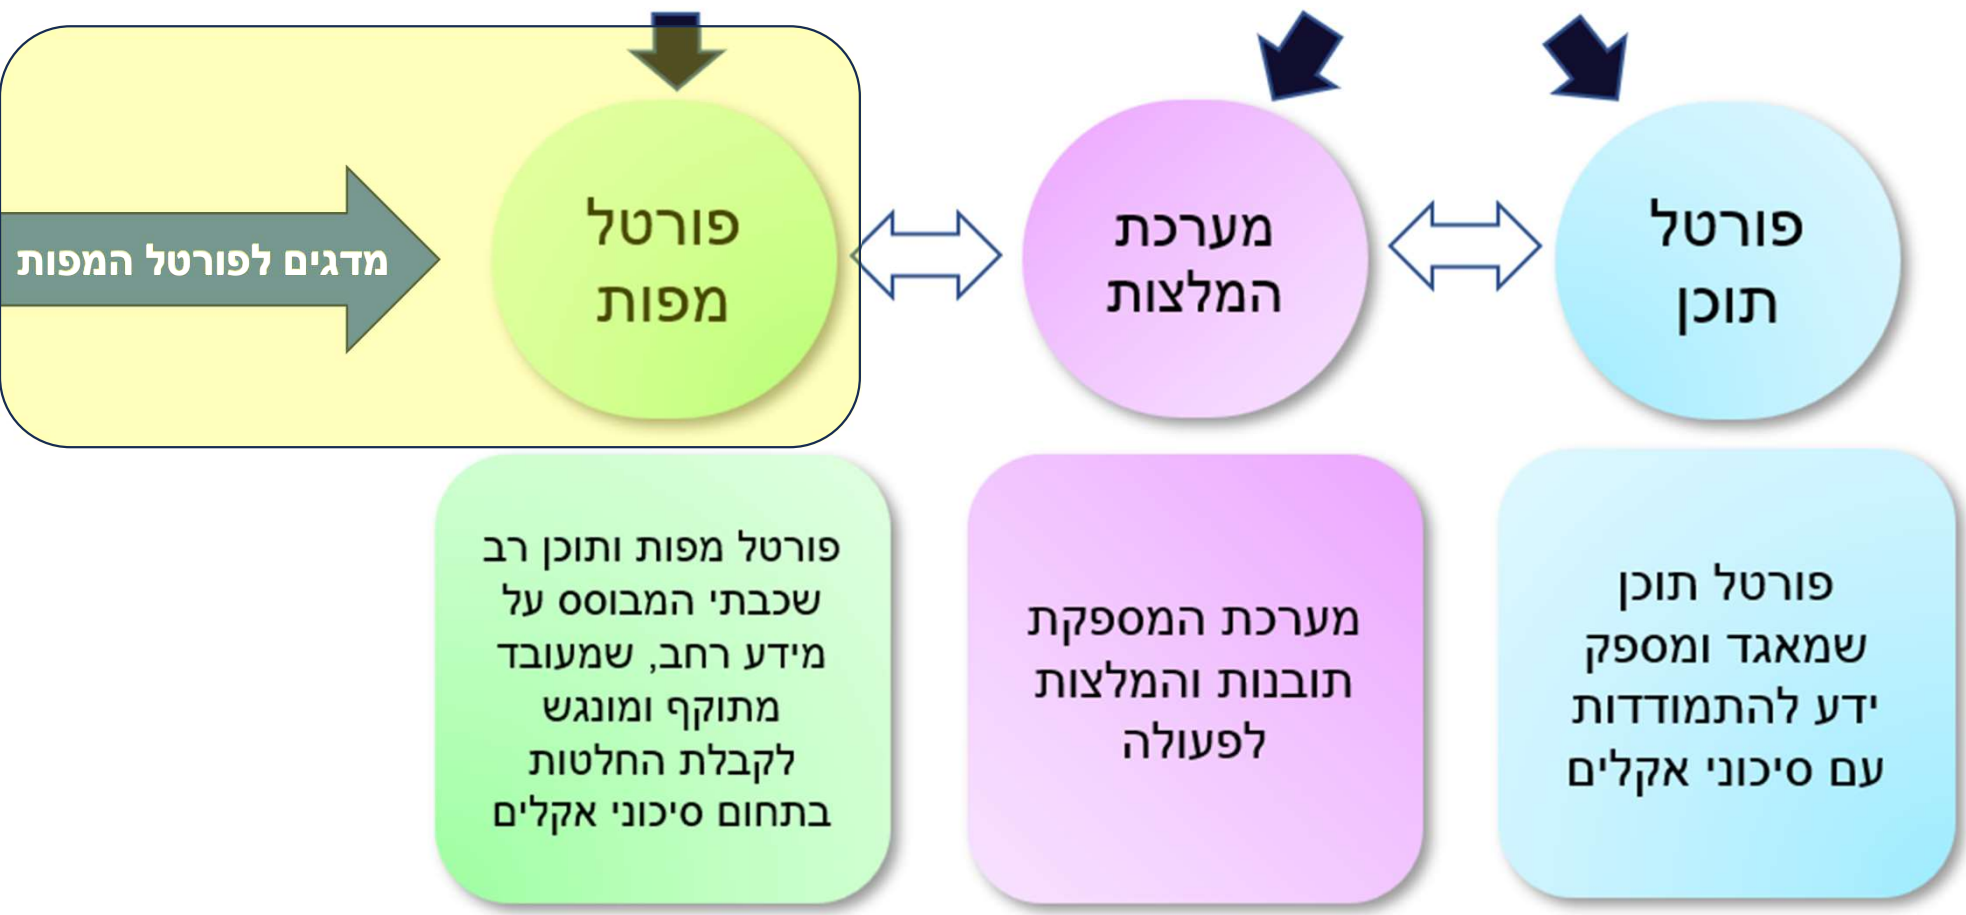 פורטל
תוכן
מערכת
המלצות
פורטל
מפות
מדגים לפורטל המפות
פורטל תוכן
שמאגד ומספק
ידע להתמודדות
עם סיכוני אקלים
מערכת המספקת
תובנות והמלצות
לפעולה
פורטל מפות ותוכן רב
שכבתי המבוסס על
מידע רחב, שמעובד
מתוקף ומונגש
לקבלת החלטות
בתחום סיכוני אקלים